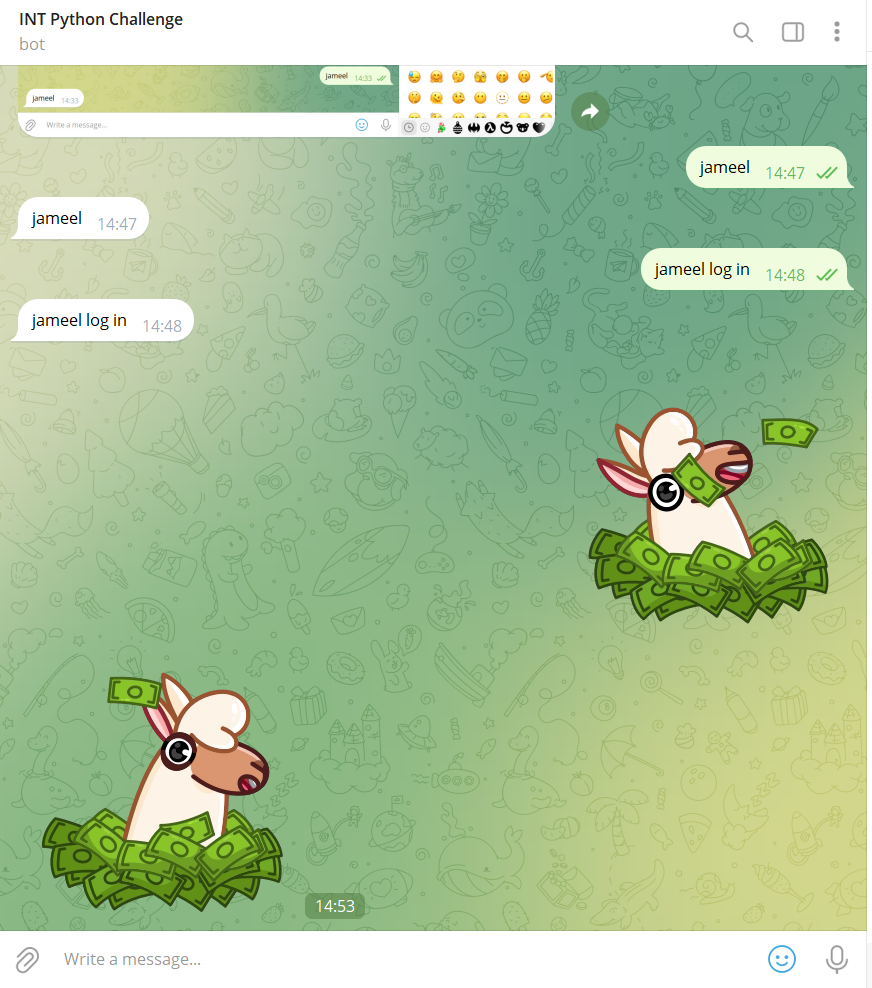 INT Python Challenge
bot
jameel 14:33
jameel 14:33
Write a message...
jameel 14:47
jameel 14:47
jameel log in 14:48
jameel log in 14:48
14:53
Write a message...